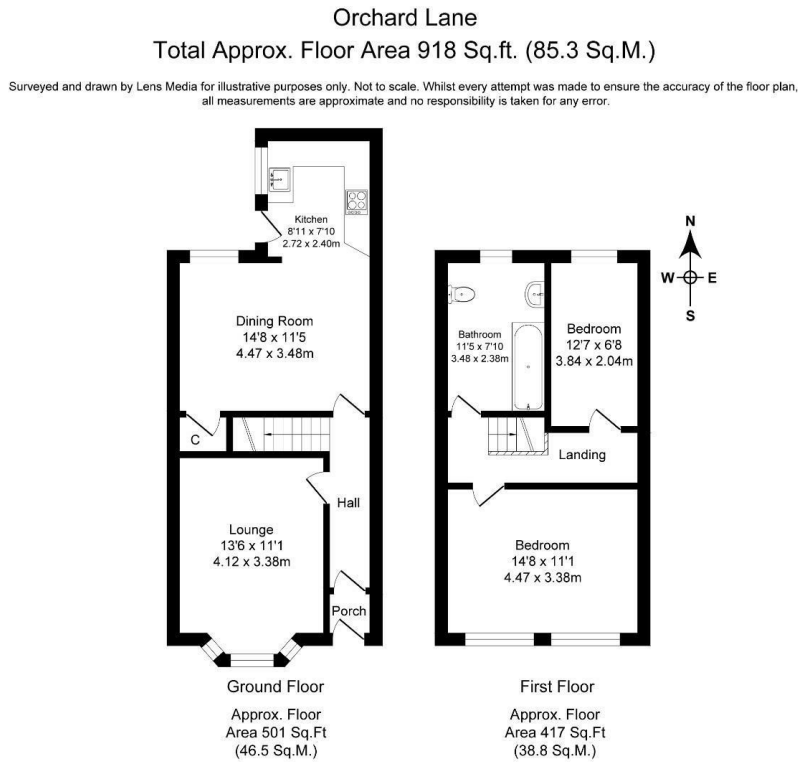 Orchard Lane
Total Approx. Floor Area 918 Sq.ft. (85.3 Sq.M.)
Surveyed and drawn by Lens Media for illustrative purposes only. Not to scale. Whilst every attempt was made to ensure the accuracy of the floor plan,
all measurements are approximate and no responsibility is taken for any error.
Kitchen
8'11 x 7'10
2.72 x 2.40m
Dining Room
14'8 x 11'5
4.47 x 3.48m
C
Hall
Lounge
13'6 x 11'1
4.12 x 3.38m
Porch
Ground Floor
Approx. Floor
Area 501 Sq.Ft
(46.5 Sq.M.)
Bathroom
11'5 x 7'10
3.48 x 2.38m
Bedroom
12'7 x 6'8
3.84 x 2.04m
Landing
Bedroom
14'8 x 11'1
4.47 x 3.38m
First Floor
Approx. Floor
Area 417 Sq.Ft
(38.8 Sq.M.)
N
W E
S